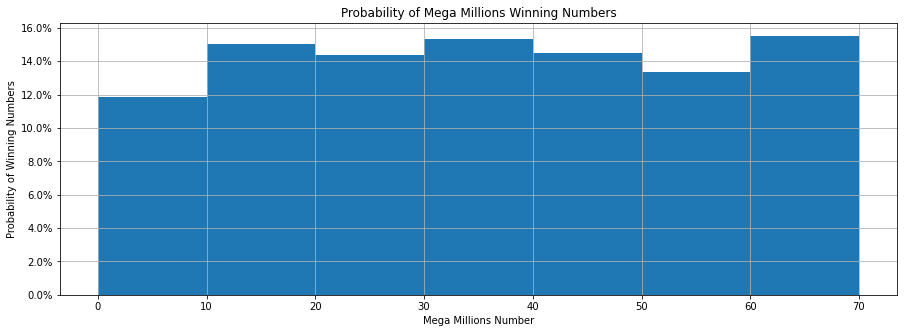 Probability of Mega Millions Winning Numbers
Probability of Winning Numbers
16.0%
14.0%
12.0%
10.0%
8.0%
6.0%
4.0%
2.0%
0.0%
0 10 20 30 40 50 60 70
Mega Millions Number